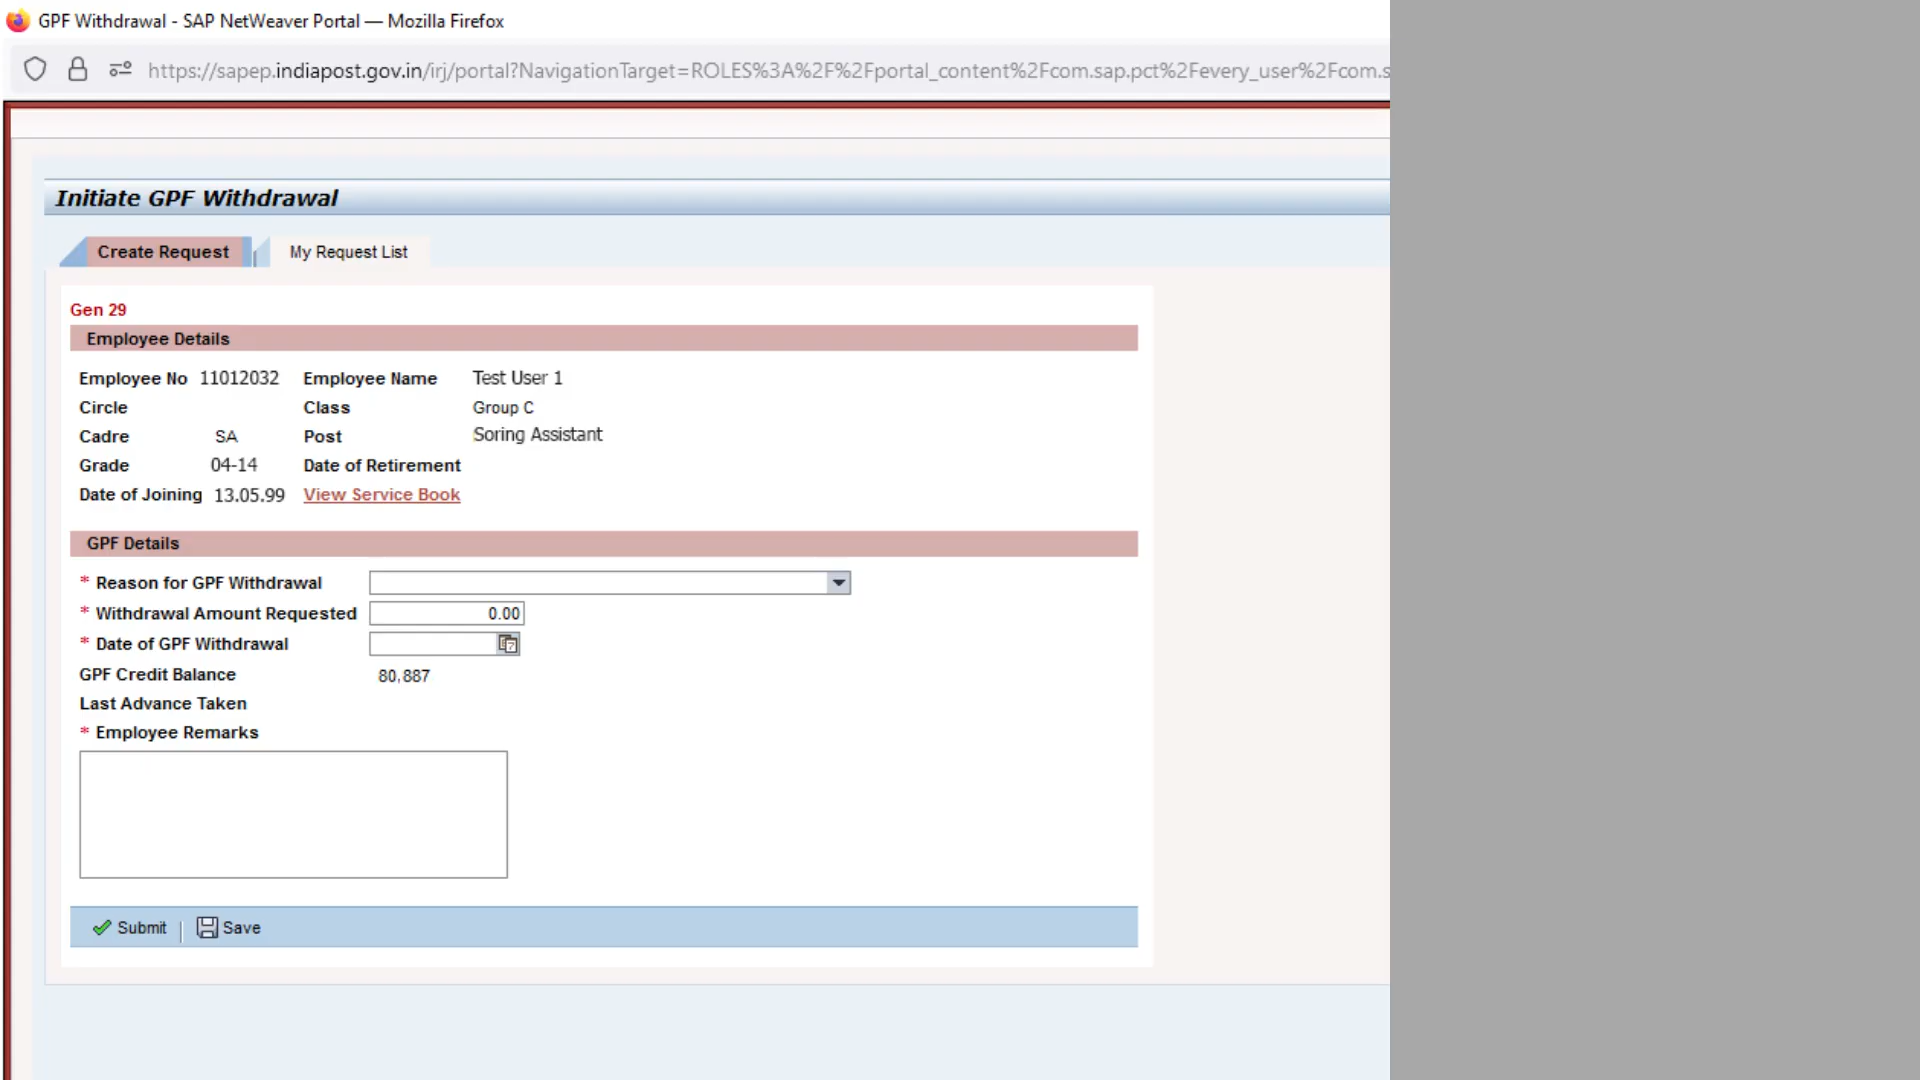 GPF Withdrawal - SAP NetWeaver Portal — Mozilla Firefox
https://sapep.indiapost.gov.in/irj/portal?NavigationTarget=ROLES%3A%2F%2Fportal_content%2Fcom.sap.pct%2Fevery_user%2Fcom.s
Initiate GPF Withdrawal
Create Request My Request List
Gen 29
Employee Details
Employee No 11012032 Employee Name Test User 1
Circle Class Group C
Cadre SA Post Soring Assistant
Grade 04-14 Date of Retirement
Date of Joining 13.05.99 View Service Book
GPF Details
* Reason for GPF Withdrawal
* Withdrawal Amount Requested 0.00
* Date of GPF Withdrawal
GPF Credit Balance 80,887
Last Advance Taken
* Employee Remarks
Submit Save